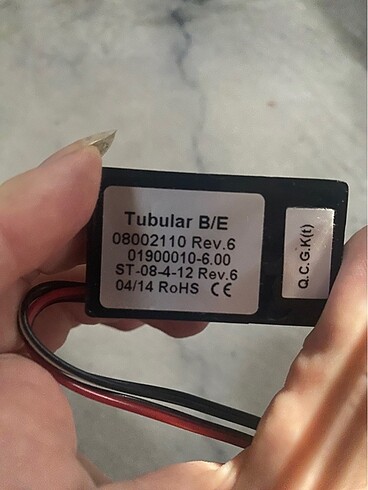 Tubular B/E
08002110 Rev.6
01900010-6.00
ST-08-4-12 Rev.6
04/14 RoHS CE
Q.C.G.K(t)